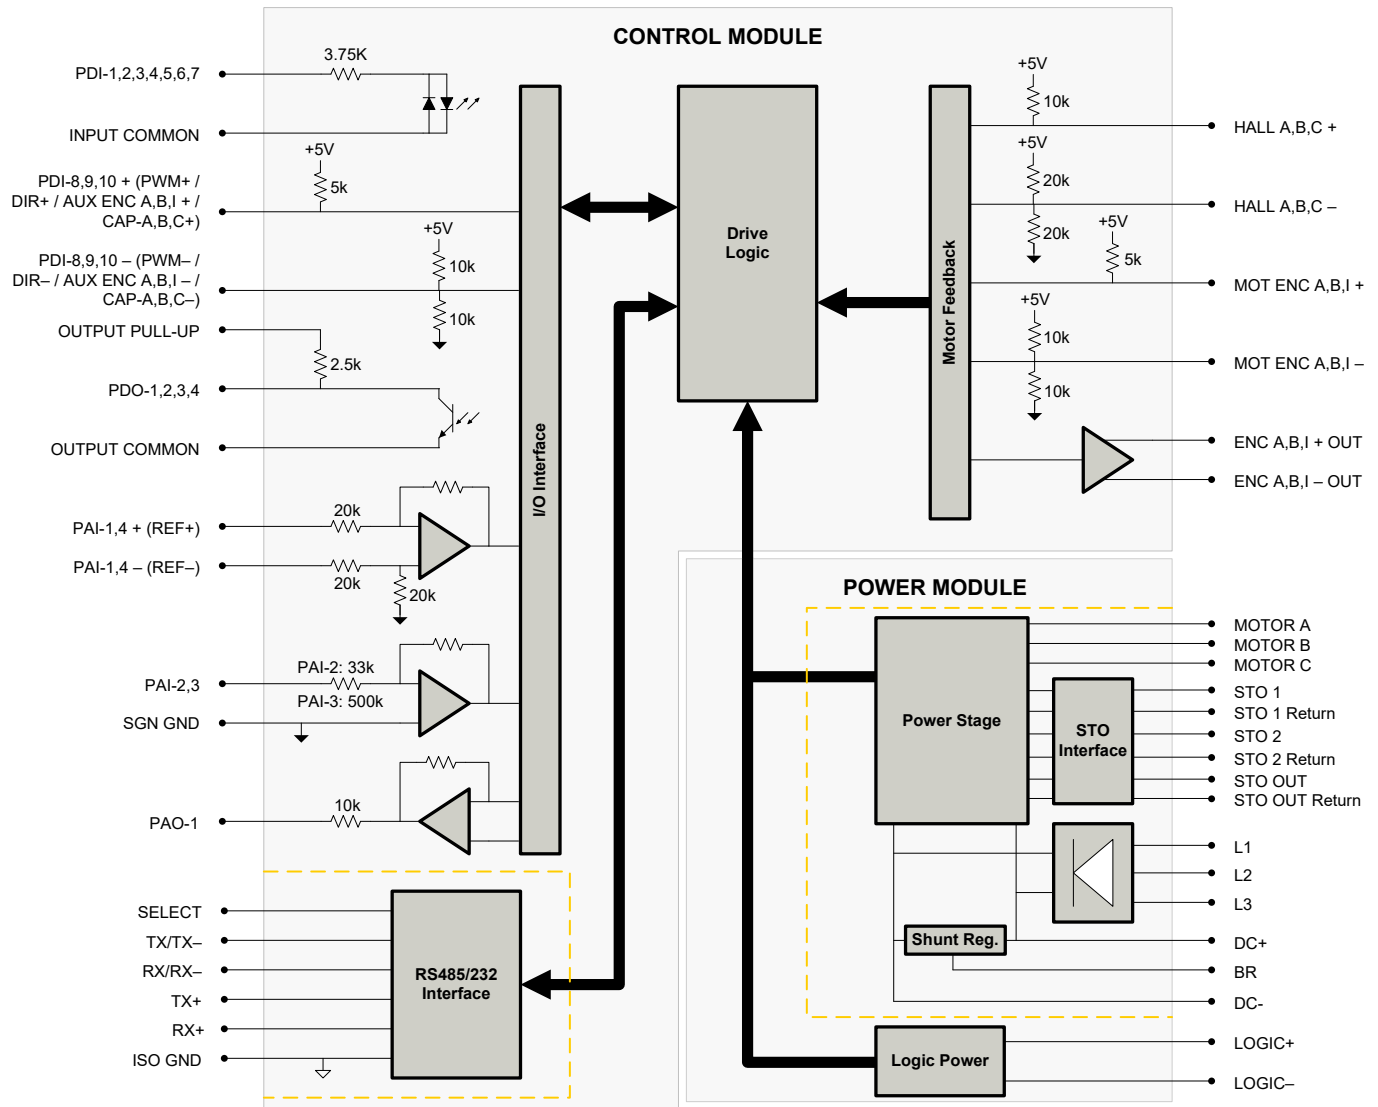 CONTROL MODULE
3.75K
PDI-1,2,3,4,5,6,7
INPUT COMMON
+5V
5k
PDI-8,9,10 + (PWM+ /
DIR+ / AUX ENC A,B,I + /
CAP-A,B,C+)
+5V
10k
10k
PDI-8,9,10 – (PWM– /
DIR– / AUX ENC A,B,I – /
CAP-A,B,C–)
OUTPUT PULL-UP
2.5k
PDO-1,2,3,4
OUTPUT COMMON
20k
PAI-1,4 + (REF+)
PAI-1,4 – (REF–)
20k
20k
PAI-2: 33k
PAI-2,3
PAI-3: 500k
SGN GND
10k
PAO-1
I/O Interface
SELECT
TX/TX–
RX/RX–
TX+
RX+
ISO GND
RS485/232
Interface
Drive
Logic
Motor Feedback
+5V
10k
HALL A,B,C +
+5V
20k
HALL A,B,C –
20k
+5V
5k
MOT ENC A,B,I +
+5V
10k
MOT ENC A,B,I –
10k
ENC A,B,I + OUT
ENC A,B,I – OUT
POWER MODULE
Power Stage
MOTOR A
MOTOR B
MOTOR C
STO
Interface
STO 1
STO 1 Return
STO 2
STO 2 Return
STO OUT
STO OUT Return
L1
L2
L3
Shunt Reg.
DC+
BR
DC-
Logic Power
LOGIC+
LOGIC–